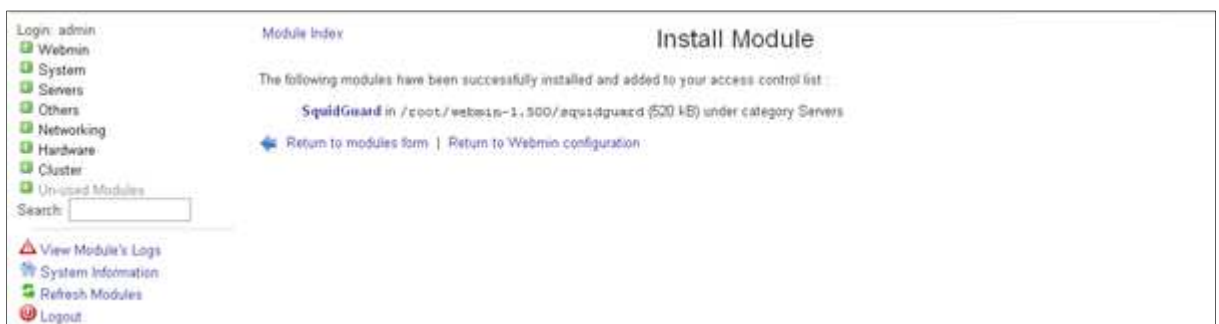 Login: admin
Webmin
System
Servers
Others
Networking
Hardware
Cluster
Un-used Modules
Search:
View Module's Logs
System Information
Refresh Modules
Logout
Module Index
Install Module
The following modules have been successfully installed and added to your access control list :
SquidGuard in /root/webmin-1.500/squidguard (520 kB) under category Servers
Return to modules form | Return to Webmin configuration